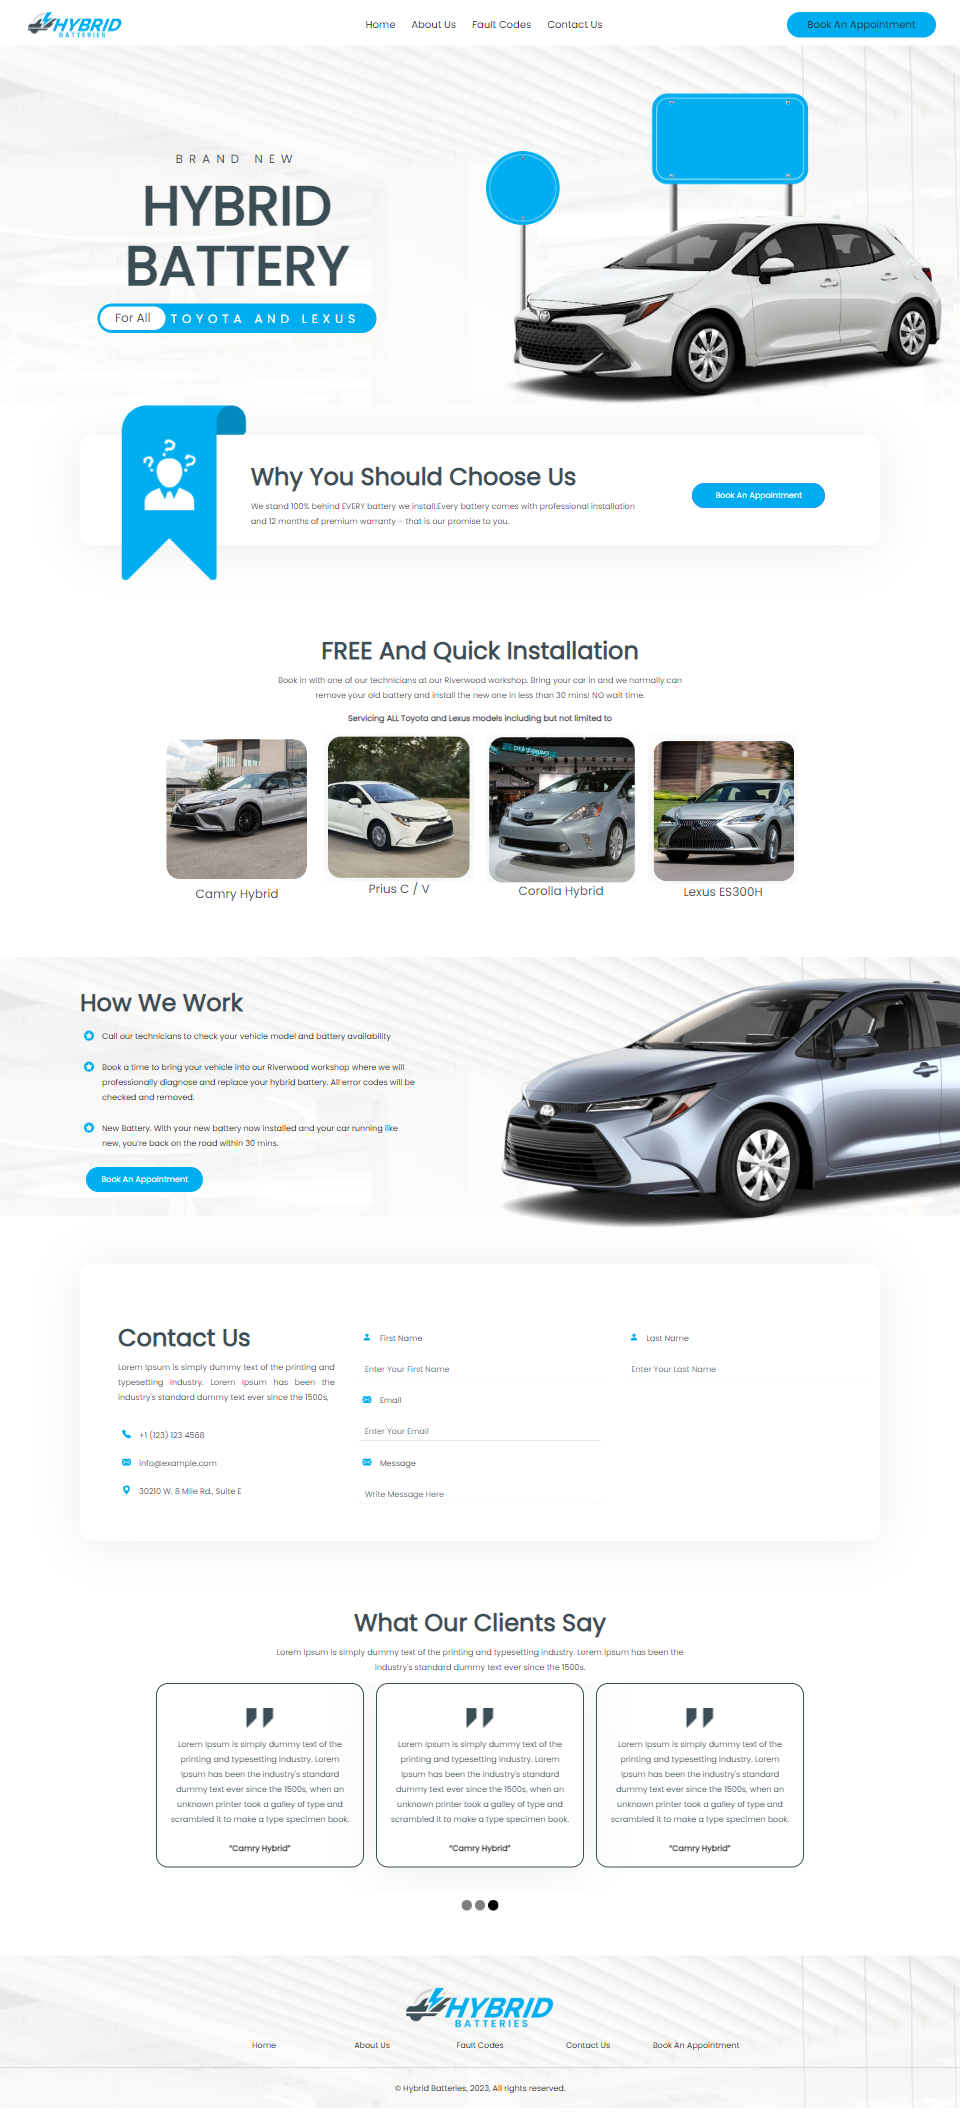 HYBRID
BATTERIES
Home About Us Fault Codes Contact Us
Book An Appointment
BRAND NEW
HYBRID
BATTERY
For All TOYOTA AND LEXUS
Why You Should Choose Us
We stand 100% behind EVERY battery we install.Every battery comes with professional installation
and 12 months of premium warranty – that is our promise to you.
Book An Appointment
FREE And Quick Installation
Book in with one of our technicians at our Riverwood workshop. Bring your car in and we normally can
remove your old battery and install the new one in less than 30 mins! NO wait time.
Servicing ALL Toyota and Lexus models including but not limited to
Camry Hybrid
Prius C / V
Corolla Hybrid
Lexus ES300H
How We Work
Call our technicians to check your vehicle model and battery availability
Book a time to bring your vehicle into our Riverwood workshop where we will
professionally diagnose and replace your hybrid battery. All error codes will be
checked and removed.
New Battery. With your new battery now installed and your car running like
new, you're back on the road within 30 mins.
Book An Appointment
Contact Us
Lorem Ipsum is simply dummy text of the printing and
typesetting industry. Lorem Ipsum has been the
industry's standard dummy text ever since the 1500s,
+1 (123) 123 4568
info@example.com
30210 W. 8 Mile Rd., Suite E
First Name
Enter Your First Name
Last Name
Enter Your Last Name
Email
Enter Your Email
Message
Write Message Here
What Our Clients Say
Lorem Ipsum is simply dummy text of the printing and typesetting industry. Lorem Ipsum has been the
industry's standard dummy text ever since the 1500s.
Lorem Ipsum is simply dummy text of the
printing and typesetting industry. Lorem
Ipsum has been the industry's standard
dummy text ever since the 1500s, when an
unknown printer took a galley of type and
scrambled it to make a type specimen book.
“Camry Hybrid”
Lorem Ipsum is simply dummy text of the
printing and typesetting industry. Lorem
Ipsum has been the industry's standard
dummy text ever since the 1500s, when an
unknown printer took a galley of type and
scrambled it to make a type specimen book.
“Camry Hybrid”
Lorem Ipsum is simply dummy text of the
printing and typesetting industry. Lorem
Ipsum has been the industry's standard
dummy text ever since the 1500s, when an
unknown printer took a galley of type and
scrambled it to make a type specimen book.
“Camry Hybrid”
HYBRID
BATTERIES
Home About Us Fault Codes Contact Us Book An Appointment
© Hybrid Batteries, 2023, All rights reserved.